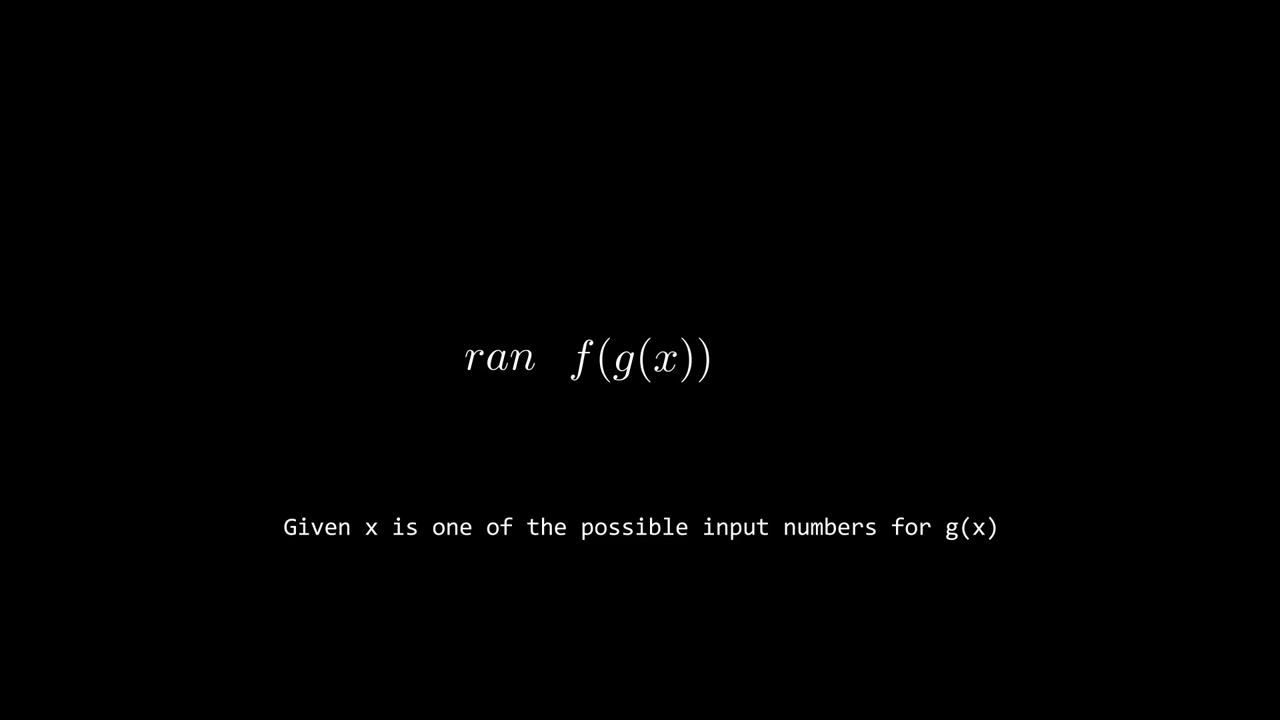 ran f(g(x))
Given x is one of the possible input numbers for g(x)